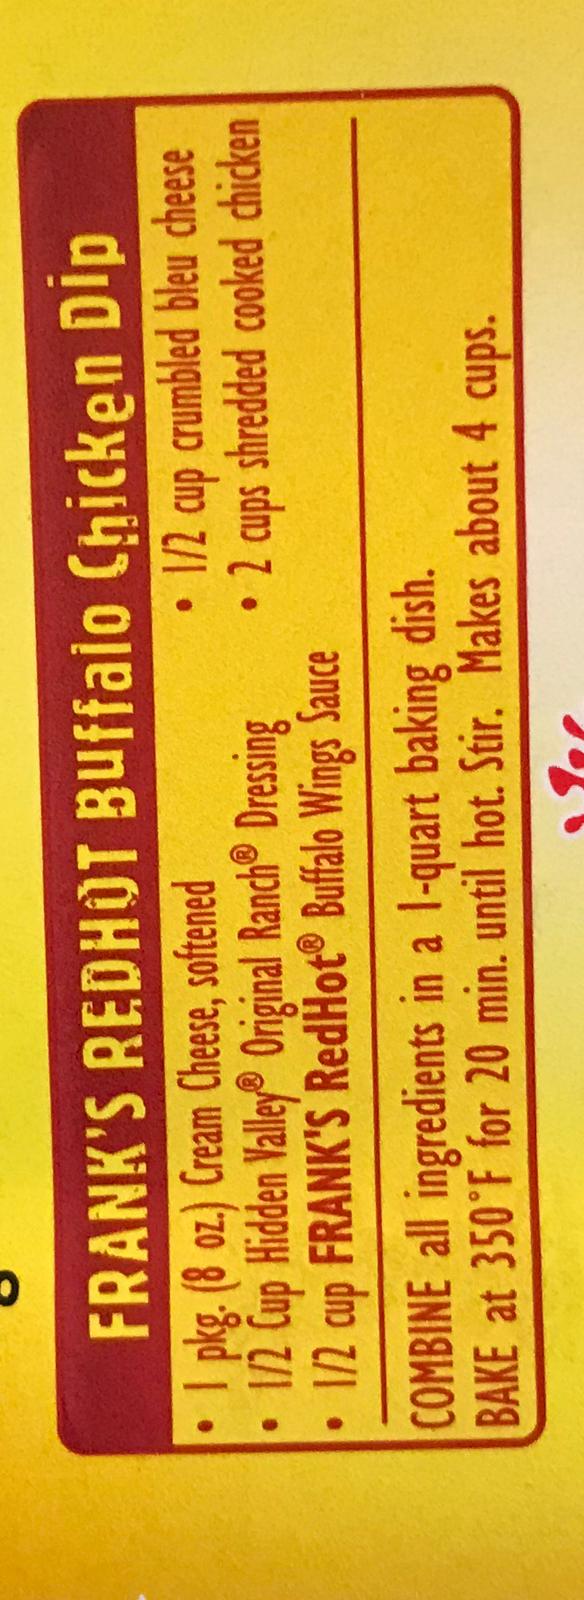 FRANK'S REDHOT Buffalo Chicken Dip
• 1 pkg. (8 oz.) Cream Cheese, softened
• 1/2 Cup Hidden Valley® Original Ranch® Dressing
• 1/2 cup FRANK'S RedHot® Buffalo Wings Sauce
• 1/2 cup crumbled bleu cheese
• 2 cups shredded cooked chicken
COMBINE all ingredients in a 1-quart baking dish.
BAKE at 350°F for 20 min. until hot. Stir. Makes about 4 cups.